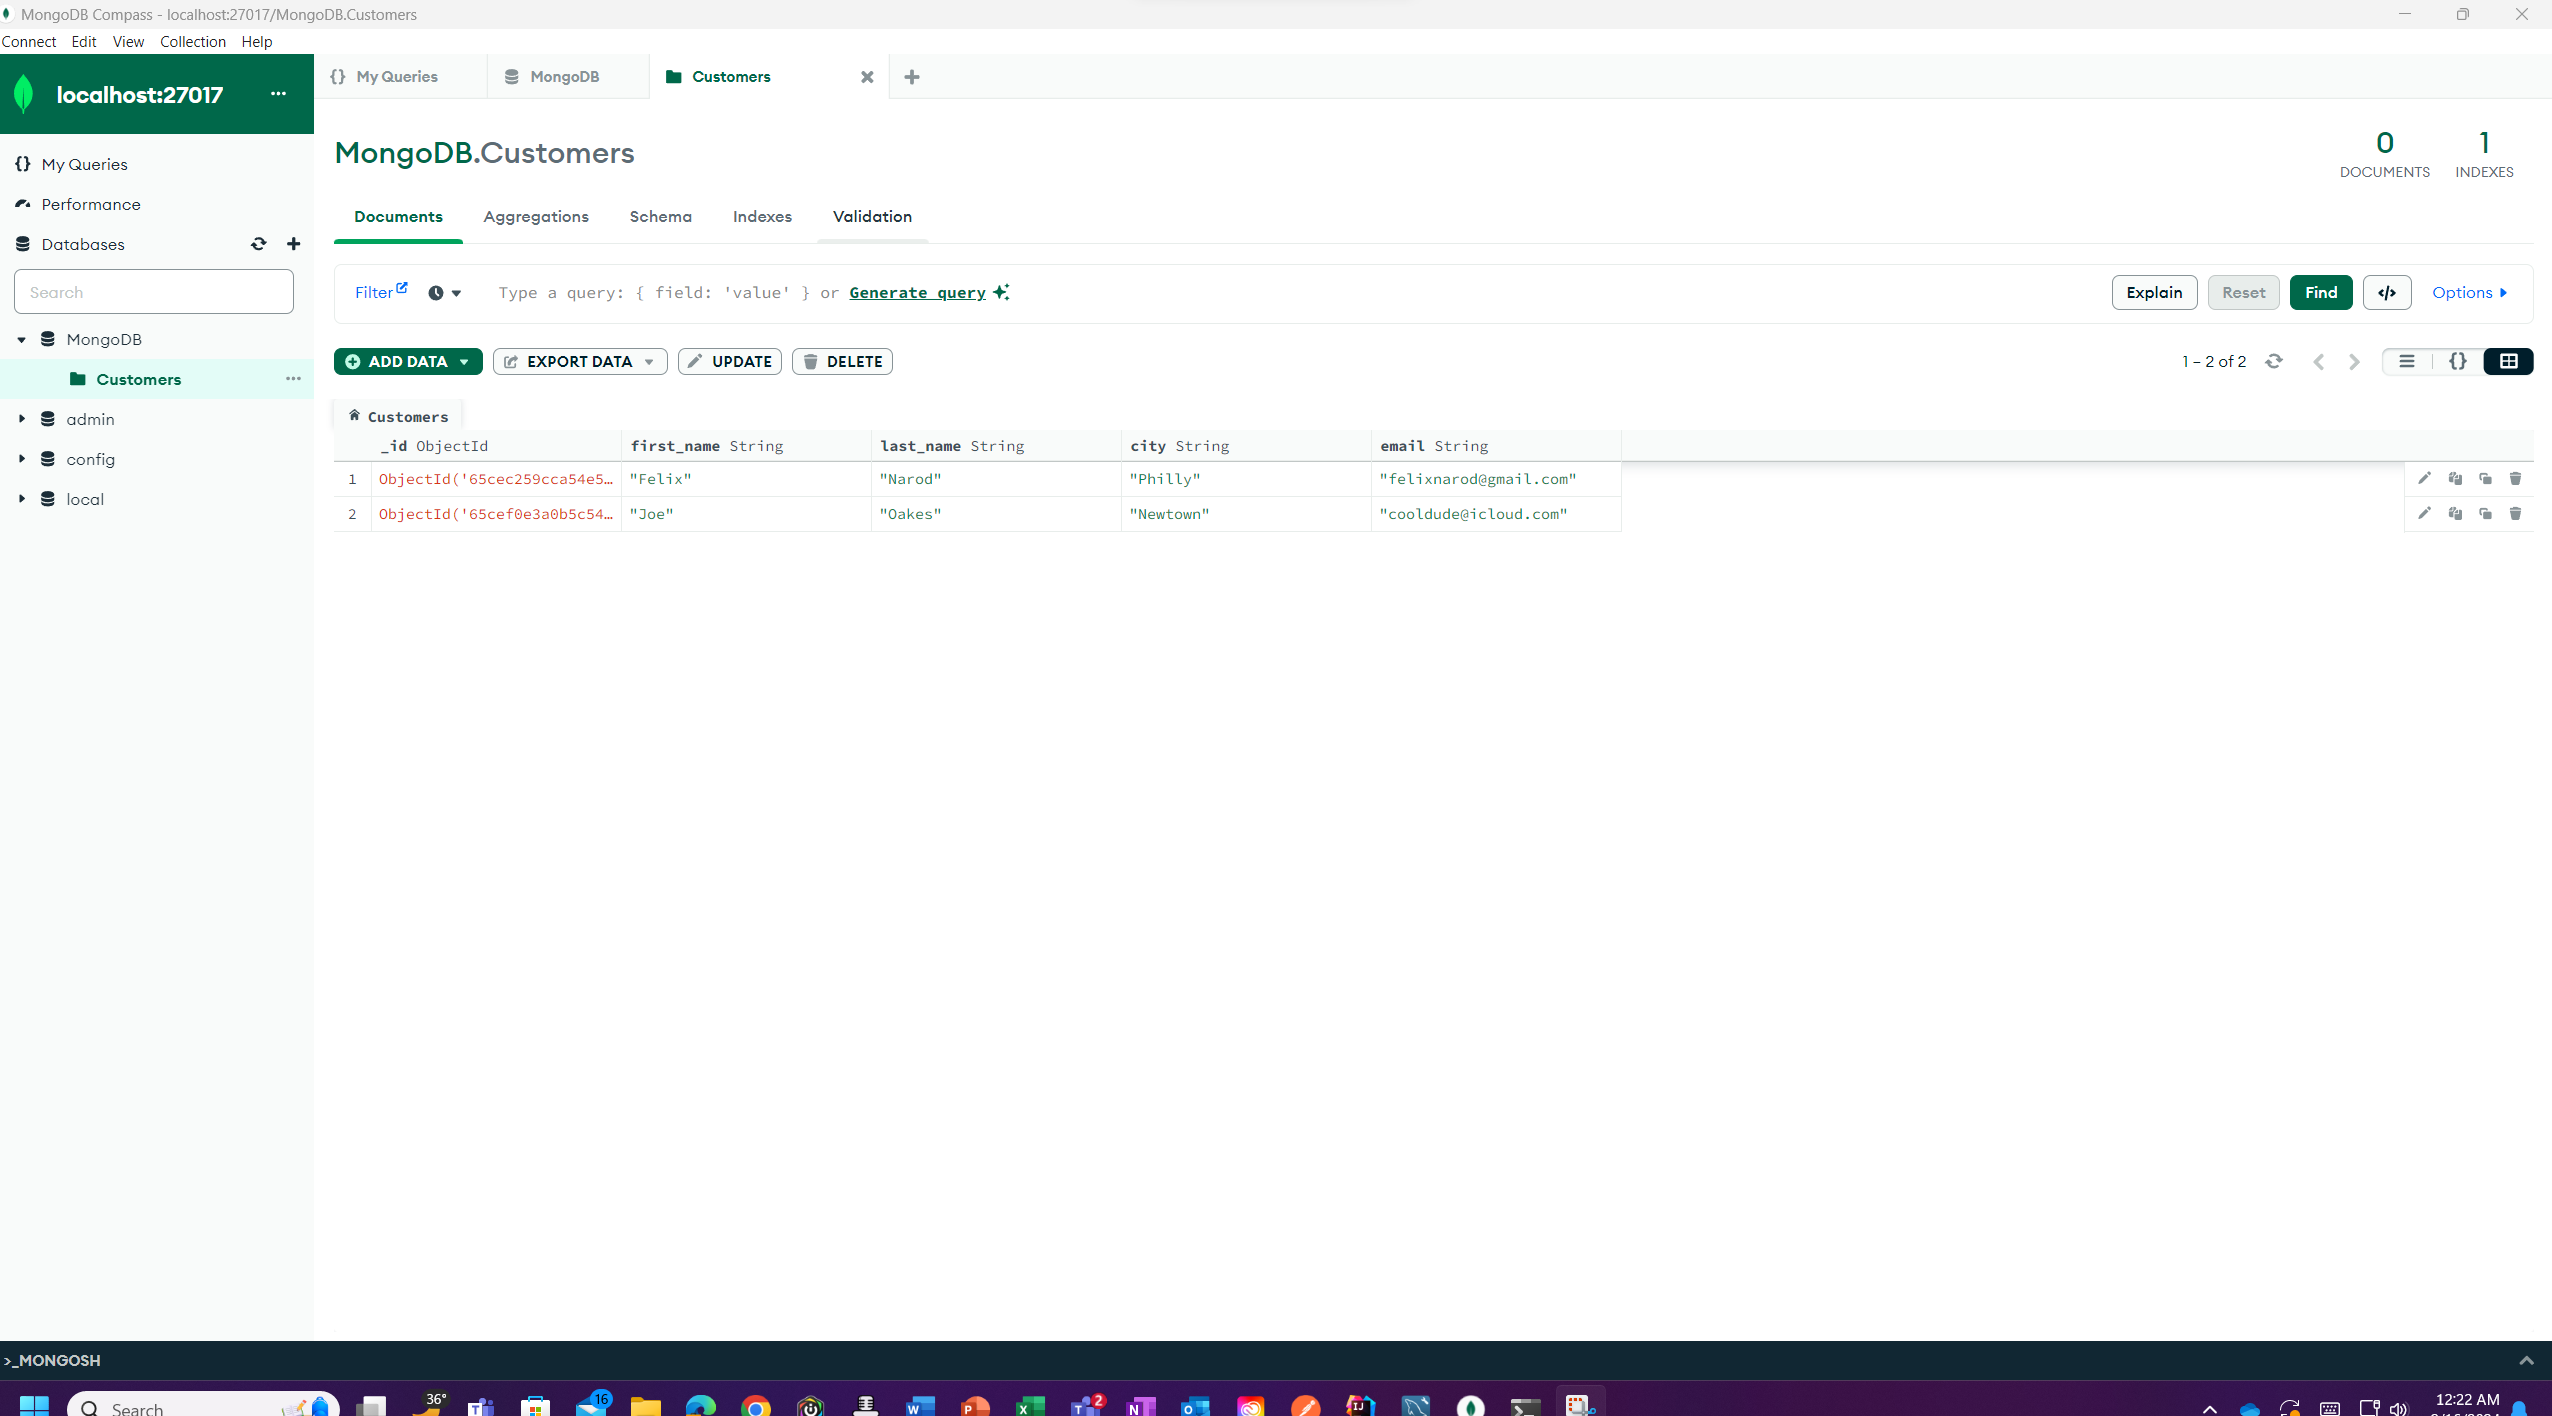 MongoDB Compass - localhost:27017/MongoDB.Customers
Connect Edit View Collection Help
localhost:27017
My Queries
MongoDB
Customers
MongoDB.Customers
0
DOCUMENTS
1
INDEXES
My Queries
Performance
Databases
Search
MongoDB
Customers
admin
config
local
Documents Aggregations Schema Indexes Validation
Filter Type a query: { field: 'value' } or Generate query Explain Reset Find </> Options
ADD DATA EXPORT DATA UPDATE DELETE 1 – 2 of 2 {}
Customers
_id ObjectId first_name String last_name String city String email String
1 ObjectId('65cec259cca54e5… "Felix" "Narod" "Philly" "felixnarod@gmail.com"
2 ObjectId('65cef0e3a0b5c54… "Joe" "Oakes" "Newtown" "cooldude@icloud.com"
>_MONGOSH
Search 36° 16 2 12:22 AM